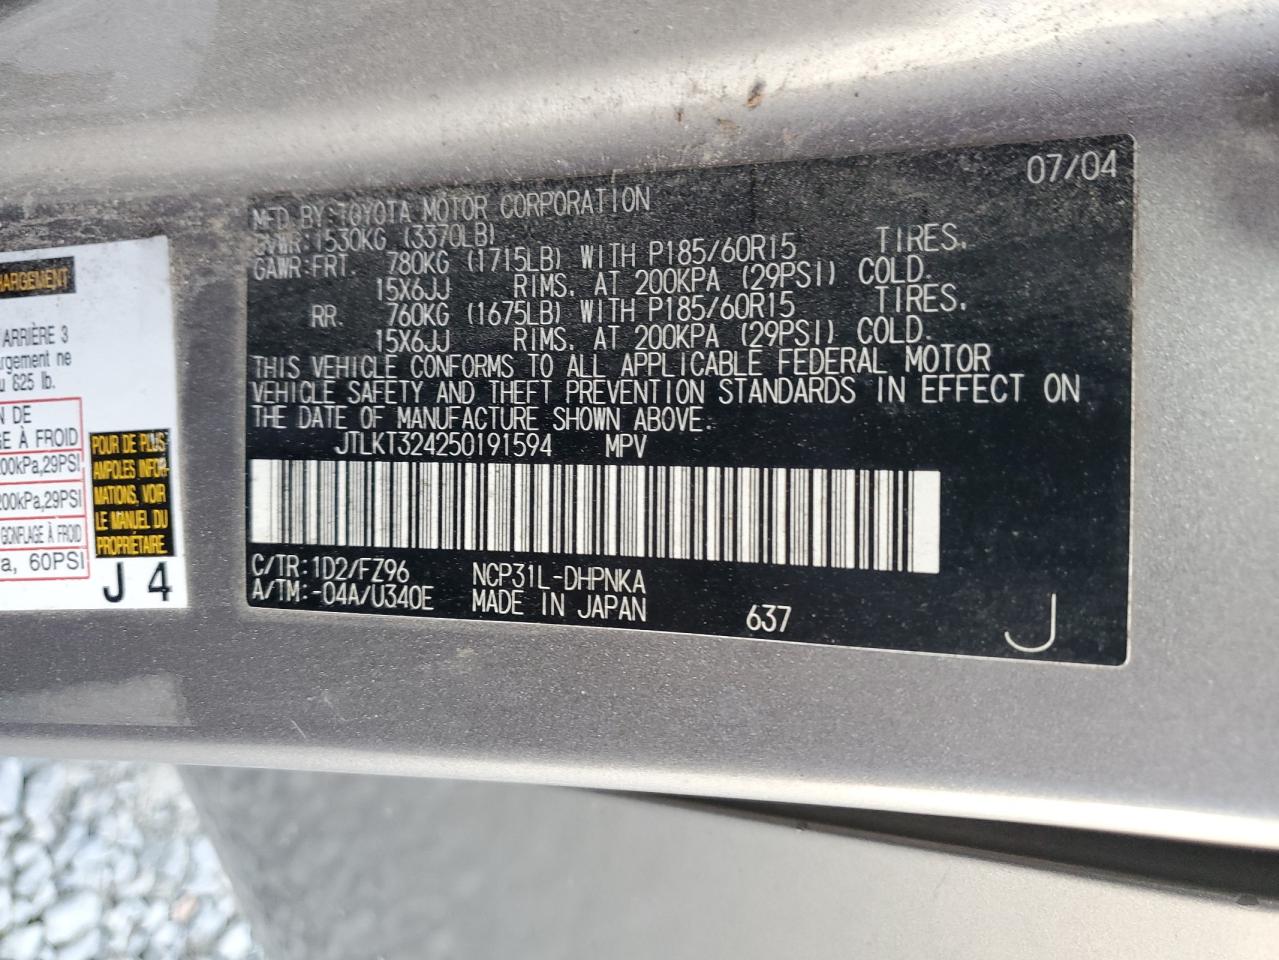 07/04
MFD BY: TOYOTA MOTOR CORPORATION
GVWR: 1530KG (3370LB)
GAWR: FRT. 780KG (1715LB) WITH P185/60R15 TIRES,
15X6JJ RIMS, AT 200KPA (29PSI) COLD.
RR. 760KG (1675LB) WITH P185/60R15 TIRES,
15X6JJ RIMS, AT 200KPA (29PSI) COLD.
THIS VEHICLE CONFORMS TO ALL APPLICABLE FEDERAL MOTOR
VEHICLE SAFETY AND THEFT PREVENTION STANDARDS IN EFFECT ON
THE DATE OF MANUFACTURE SHOWN ABOVE.
JTLKT324250191594 MPV
C/TR: 1D2/FZ96 NCP31L-DHPNKA
A/TM: -04A/U340E MADE IN JAPAN 637 J
HARGEMENT
ARRIÈRE 3
argement ne
625 lb.
N DE
E À FROID
200kPa,29PSI
200kPa,29PSI
GONFLAGE À FROID
a, 60PSI
POUR DE PLUS
AMPLES INFOR-
MATIONS, VOIR
LE MANUEL DU
PROPRIÉTAIRE
J 4